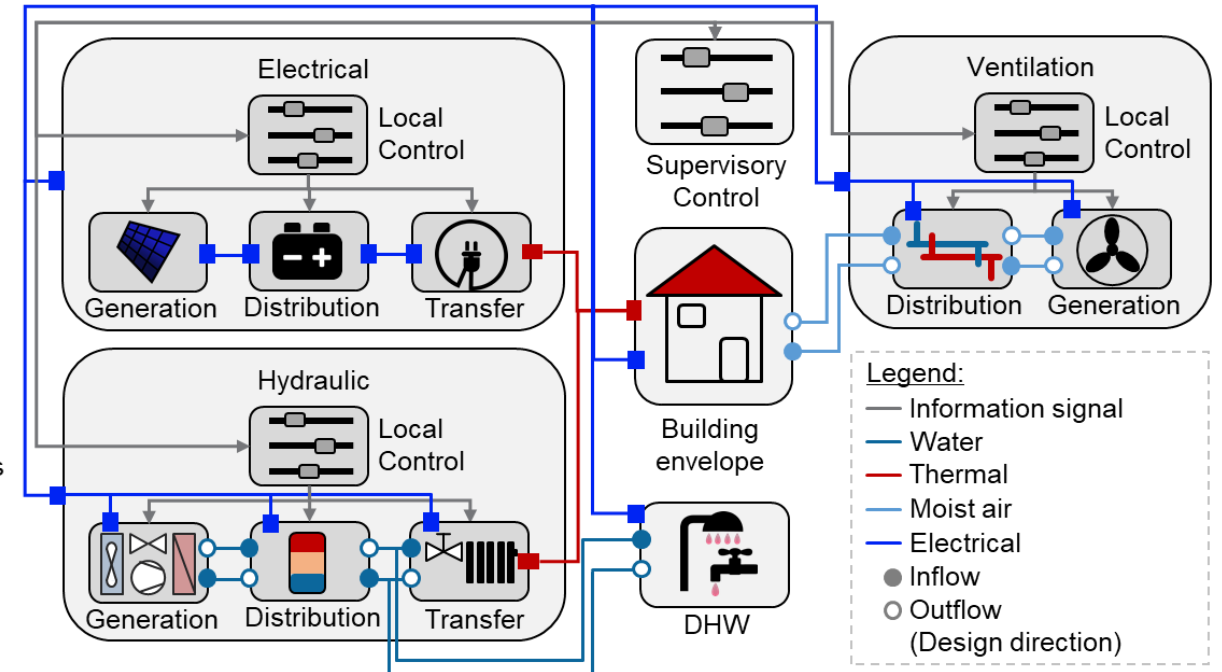 Electrical
Local
Control
Generation
Distribution
Transfer
Hydraulic
Local
Control
s
Generation
Distribution
Transfer
Supervisory
Control
Building
envelope
DHW
Ventilation
Local
Control
Distribution
Generation
Legend:
Information signal
Water
Thermal
Moist air
Electrical
Inflow
Outflow
(Design direction)